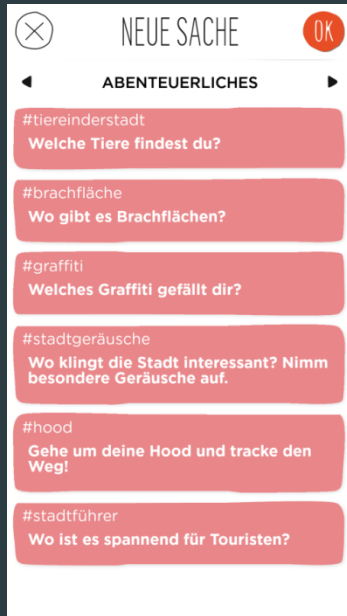 NEUE SACHE
OK
ABENTEUERLICHES
#tiereinderstadt
Welche Tiere findest du?
#brachfläche
Wo gibt es Brachflächen?
#graffiti
Welches Graffiti gefällt dir?
#stadtgeräusche
Wo klingt die Stadt interessant? Nimm
besondere Geräusche auf.
#hood
Gehe um deine Hood und tracke den
Weg!
#stadtführer
Wo ist es spannend für Touristen?